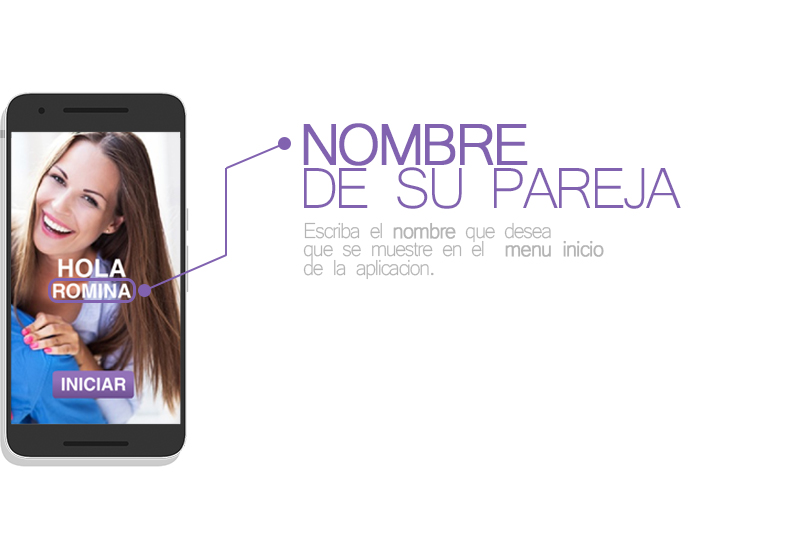 NOMBRE
DE SU PAREJA
Escriba el nombre que desea
que se muestre en el menu inicio
de la aplicacion.
HOLA
ROMINA
INICIAR